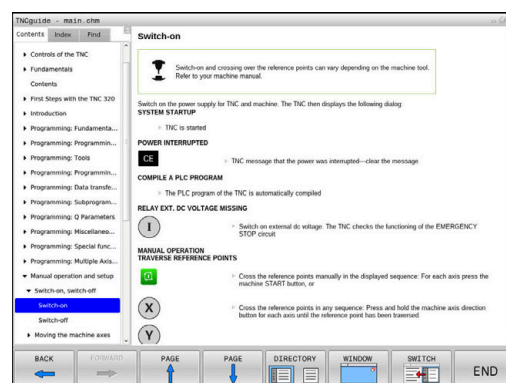 TNCguide - main.chm
Contents Index Find
Controls of the TNC
Fundamentals
Contents
First Steps with the TNC 320
Introduction
Programming: Fundamenta...
Programming: Programmin...
Programming: Tools
Programming: Programmin...
Programming: Data transfe...
Programming: Subprogram...
Programming: Q Parameters
Programming: Miscellaneo...
Programming: Special func...
Programming: Multiple Axis...
Manual operation and setup
Switch-on, switch-off
Switch-on
Switch-off
Moving the machine axes
Switch-on
Switch-on and crossing over the reference points can vary depending on the machine tool.
Refer to your machine manual.
Switch on the power supply for TNC and machine. The TNC then displays the following dialog:
SYSTEM STARTUP
TNC is started
POWER INTERRUPTED
CE
TNC message that the power was interrupted—clear the message
COMPILE A PLC PROGRAM
The PLC program of the TNC is automatically compiled
RELAY EXT. DC VOLTAGE MISSING
I
Switch on external dc voltage. The TNC checks the functioning of the EMERGENCY
STOP circuit
MANUAL OPERATION
TRAVERSE REFERENCE POINTS
Cross the reference points manually in the displayed sequence: For each axis press the
machine START button, or
X
Cross the reference points in any sequence: Press and hold the machine axis direction
button for each axis until the reference point has been traversed
Y
BACK FORWARD PAGE PAGE DIRECTORY WINDOW SWITCH END